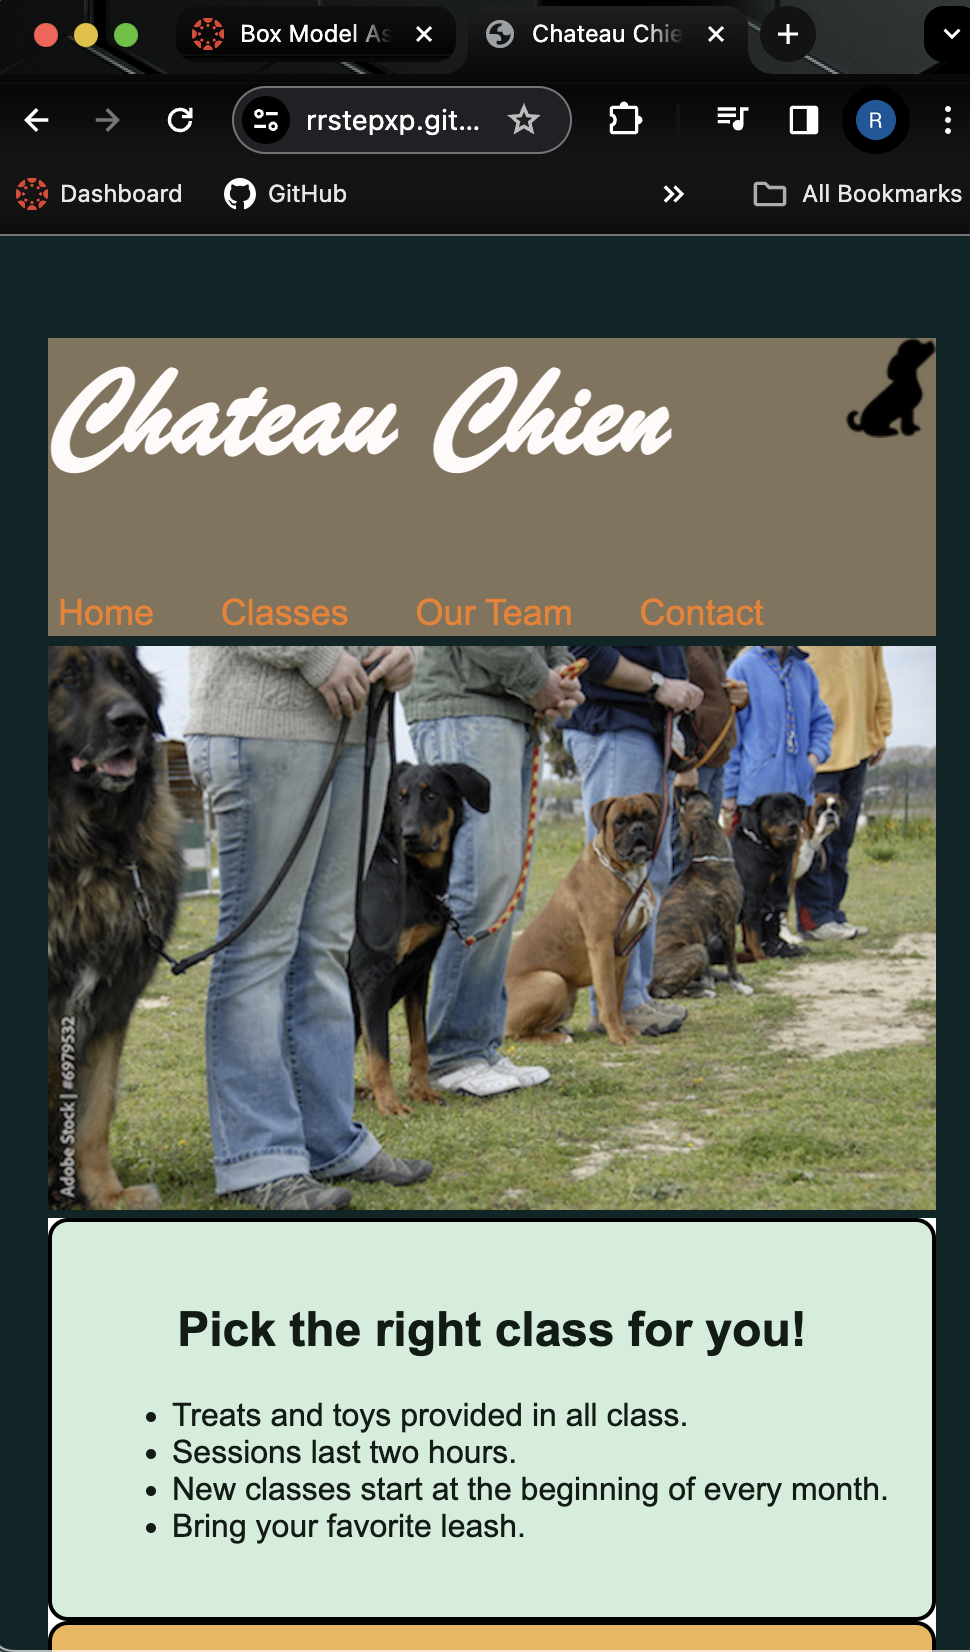 Box Model As
Chateau Chie
rrstepxp.git...
R
Dashboard
GitHub
All Bookmarks
Chateau Chien
Home Classes Our Team Contact
Adobe Stock | #6979532
Pick the right class for you!
• Treats and toys provided in all class.
• Sessions last two hours.
• New classes start at the beginning of every month.
• Bring your favorite leash.